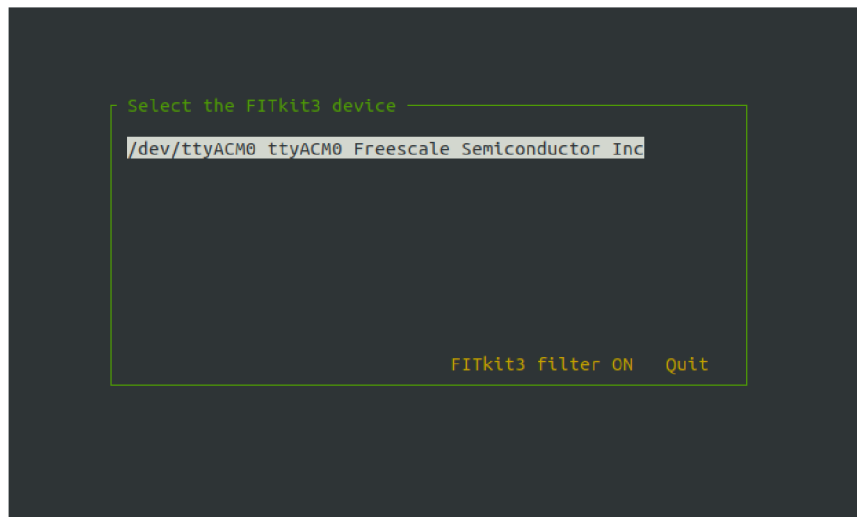 Select the FITkit3 device
/dev/ttyACM0 ttyACM0 Freescale Semiconductor Inc
FITkit3 filter ON Quit